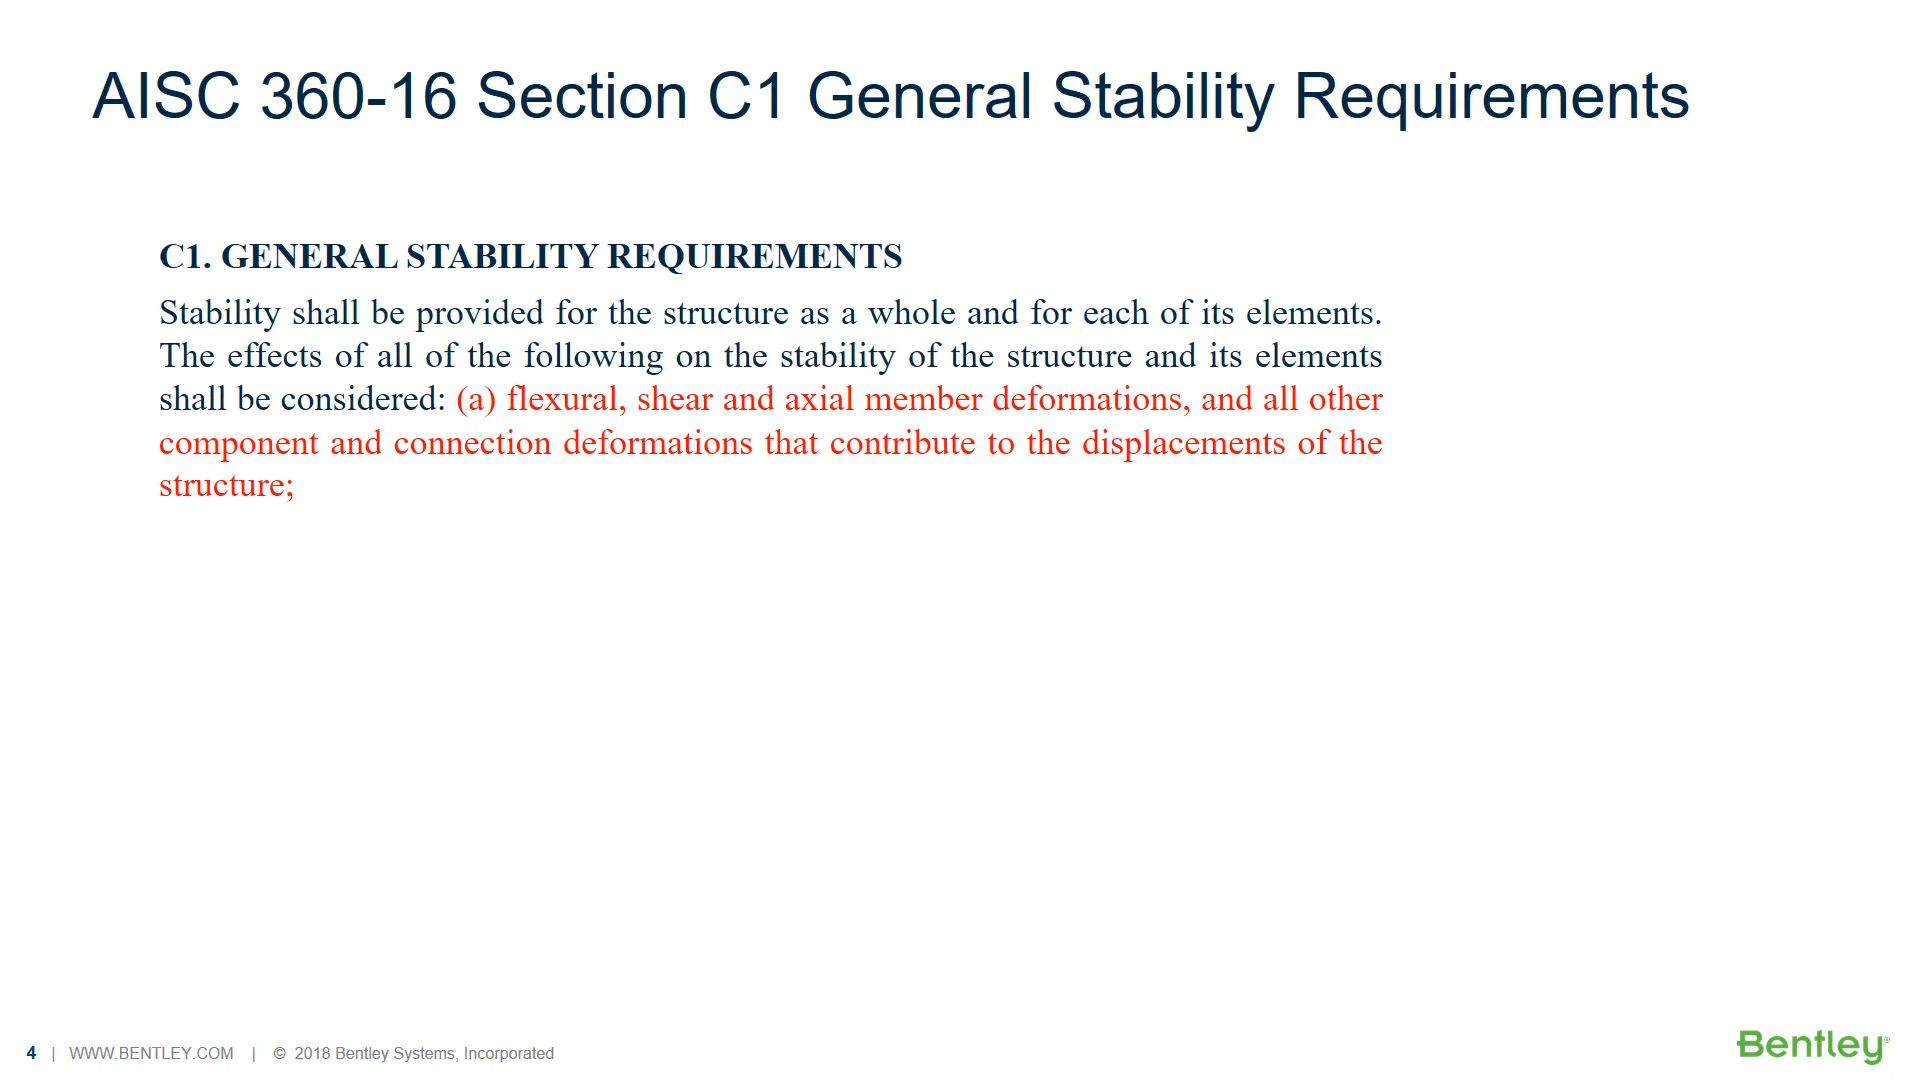 AISC 360-16 Section C1 General Stability Requirements
C1. GENERAL STABILITY REQUIREMENTS
Stability shall be provided for the structure as a whole and for each of its elements.
The effects of all of the following on the stability of the structure and its elements
shall be considered: (a) flexural, shear and axial member deformations, and all other
component and connection deformations that contribute to the displacements of the
structure;
4 | WWW.BENTLEY.COM | © 2018 Bentley Systems, Incorporated
Bentley®